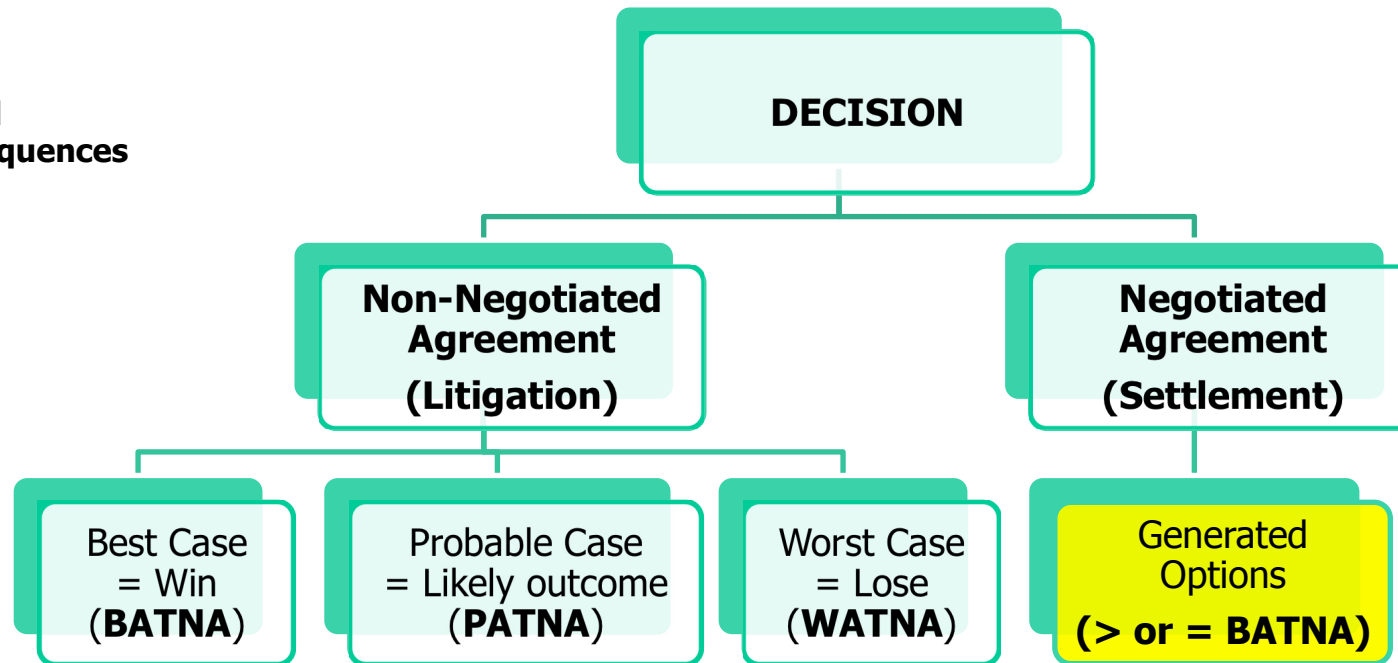 DECISION
Non-Negotiated
Agreement
(Litigation)
Negotiated
Agreement
(Settlement)
Best Case
= Win
(BATNA)
Probable Case
= Likely outcome
(PATNA)
Worst Case
= Lose
(WATNA)
Generated
Options
(> or = BATNA)